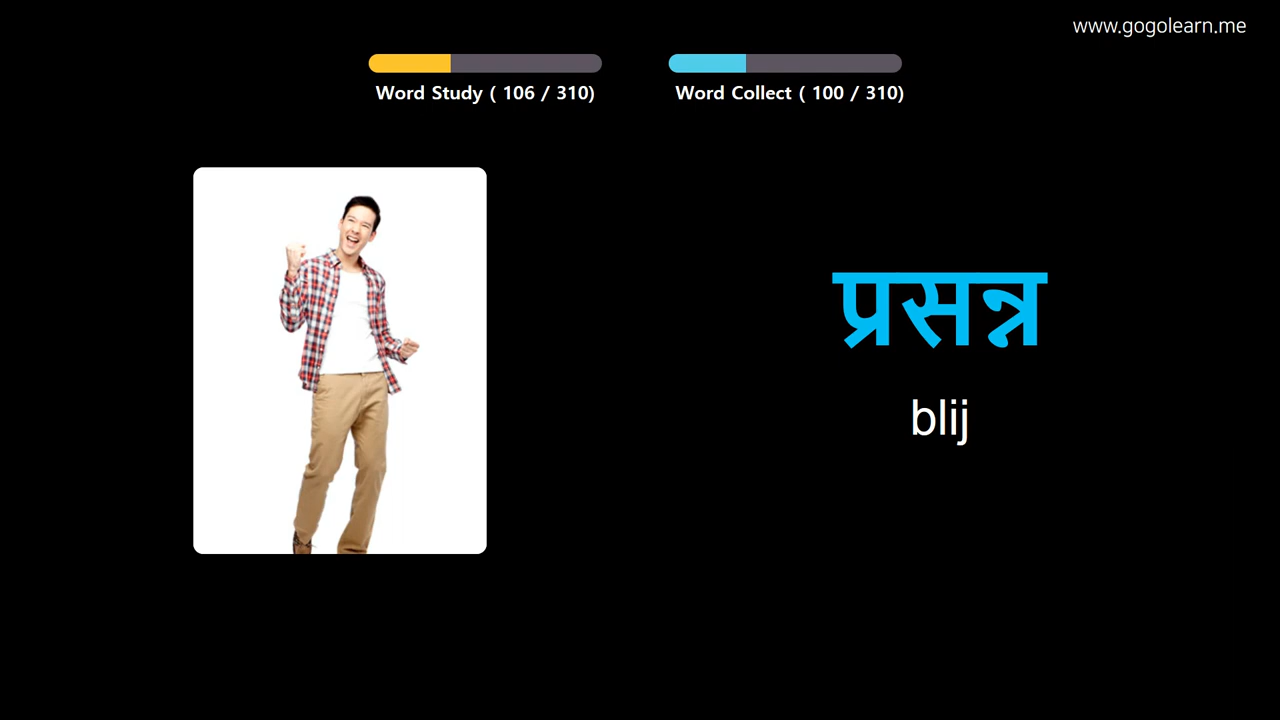 www.gogolearn.me
Word Study ( 106 / 310)
Word Collect ( 100 / 310)
प्रसन्न
blij